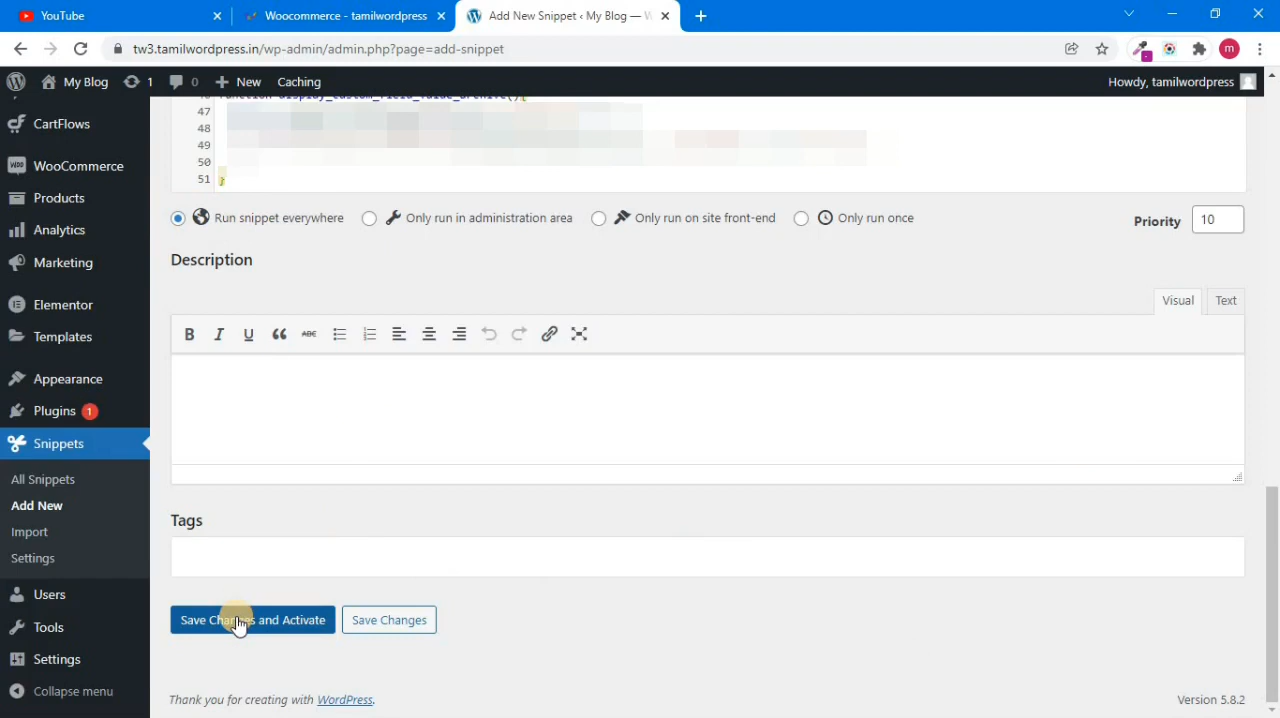 YouTube
Woocommerce - tamilwordpress
Add New Snippet ‹ My Blog — W
tw3.tamilwordpress.in/wp-admin/admin.php?page=add-snippet
My Blog
1
0
New
Caching
Howdy, tamilwordpress
CartFlows
WooCommerce
Products
Analytics
Marketing
Elementor
Templates
Appearance
Plugins 1
Snippets
All Snippets
Add New
Import
Settings
Users
Tools
Settings
Collapse menu
47
48
49
50
51 }
Run snippet everywhere
Only run in administration area
Only run on site front-end
Only run once
Priority 10
Description
Visual Text
B I U ABC
Tags
Save Changes and Activate
Save Changes
Thank you for creating with WordPress.
Version 5.8.2